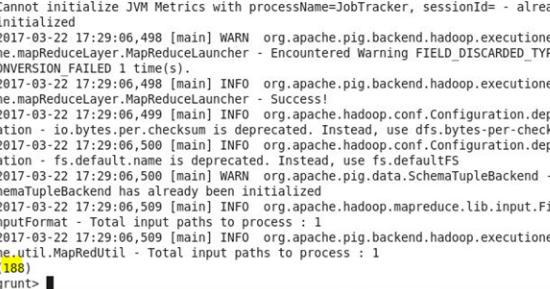 Cannot initialize JVM Metrics with processName=JobTracker, sessionId= - alrea
initialized
2017-03-22 17:29:06,498 [main] WARN  org.apache.pig.backend.hadoop.executione
ne.mapReduceLayer.MapReduceLauncher - Encountered Warning FIELD_DISCARDED_TYP
ONVERSION_FAILED 1 time(s).
2017-03-22 17:29:06,498 [main] INFO  org.apache.pig.backend.hadoop.executione
ne.mapReduceLayer.MapReduceLauncher - Success!
2017-03-22 17:29:06,499 [main] INFO  org.apache.hadoop.conf.Configuration.dep
ation - io.bytes.per.checksum is deprecated. Instead, use dfs.bytes-per-check
2017-03-22 17:29:06,500 [main] INFO  org.apache.hadoop.conf.Configuration.dep
ation - fs.default.name is deprecated. Instead, use fs.defaultFS
2017-03-22 17:29:06,500 [main] WARN  org.apache.pig.data.SchemaTupleBackend -
hemaTupleBackend has already been initialized
2017-03-22 17:29:06,509 [main] INFO  org.apache.hadoop.mapreduce.lib.input.Fi
nputFormat - Total input paths to process : 1
2017-03-22 17:29:06,509 [main] INFO  org.apache.pig.backend.hadoop.executione
ne.util.MapRedUtil - Total input paths to process : 1
(188)
grunt>